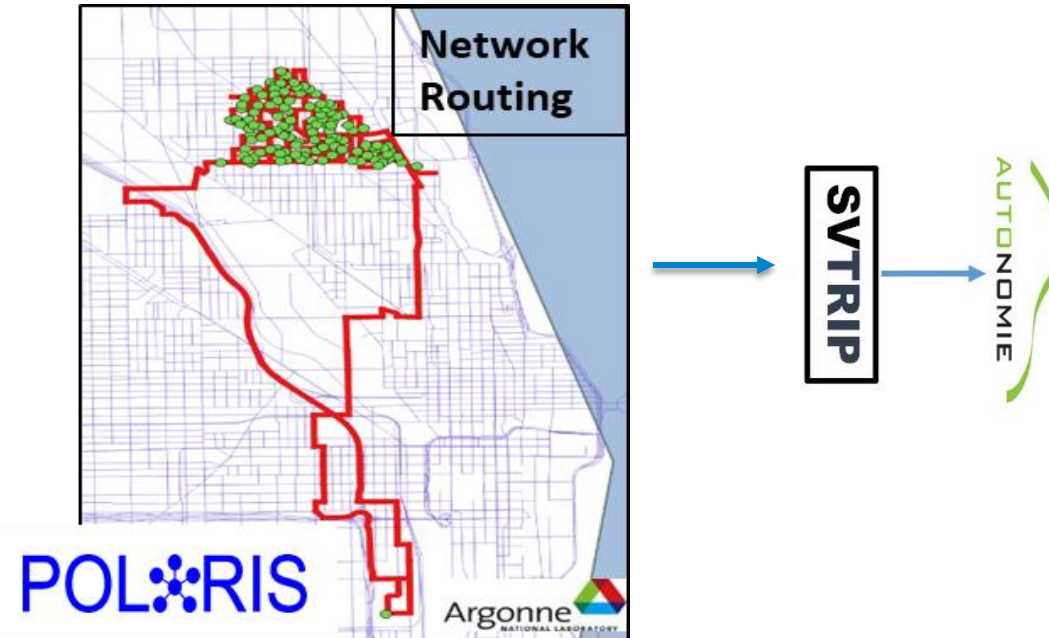 Network
Routing
SVTRIP
AUTONOMIE
POLARIS
Argonne
NATIONAL LABORATORY